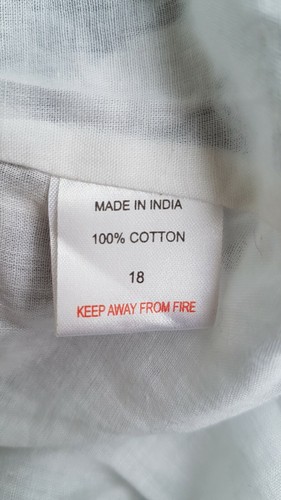 MADE IN INDIA
100% COTTON
18
KEEP AWAY FROM FIRE